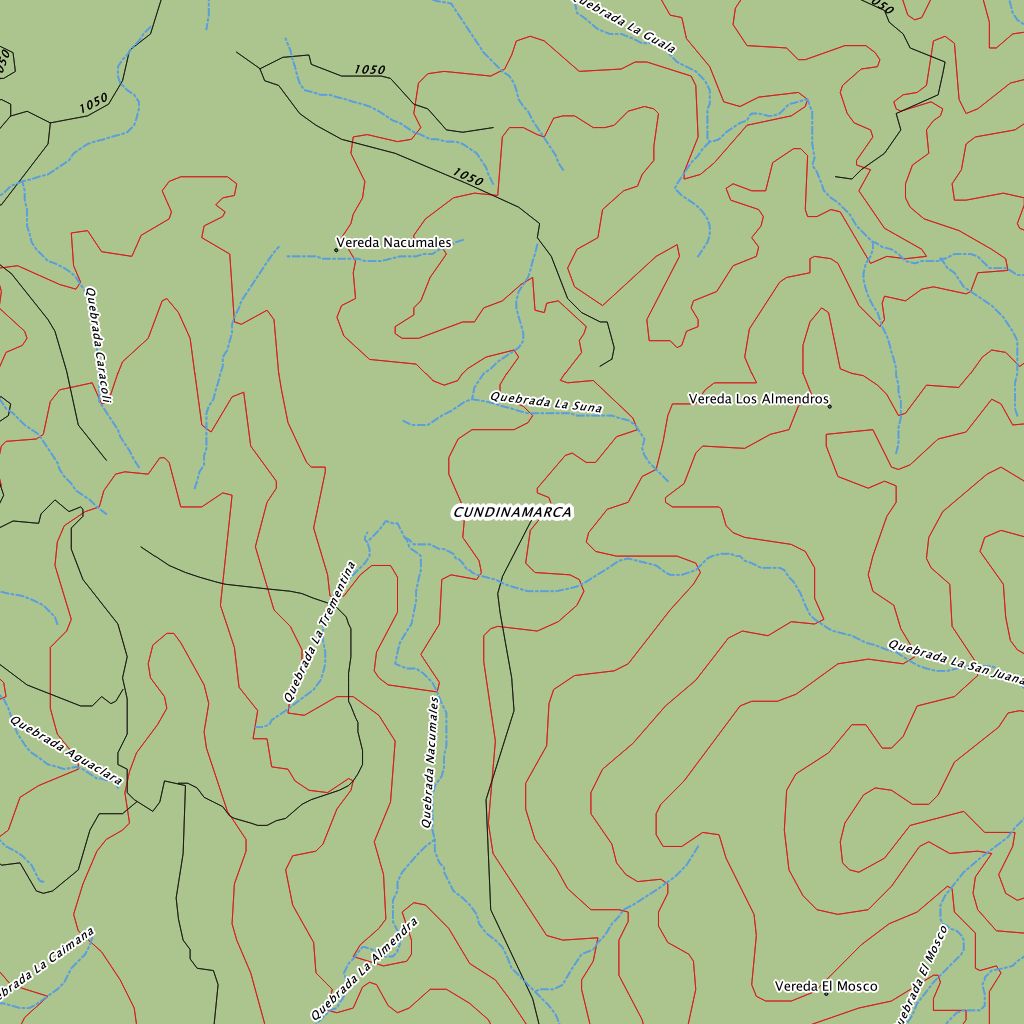 Quebrada La Guala
1050
1050
1050
1050
1050
Vereda Nacumales
Quebrada Caracoli
Quebrada La Suna
Vereda Los Almendros
CUNDINAMARCA
Quebrada La Trementina
Quebrada La San Juana
Quebrada Nacumales
Quebrada Aguaclara
Quebrada La Almendra
Quebrada La Caimana
Quebrada El Mosco
Vereda El Mosco